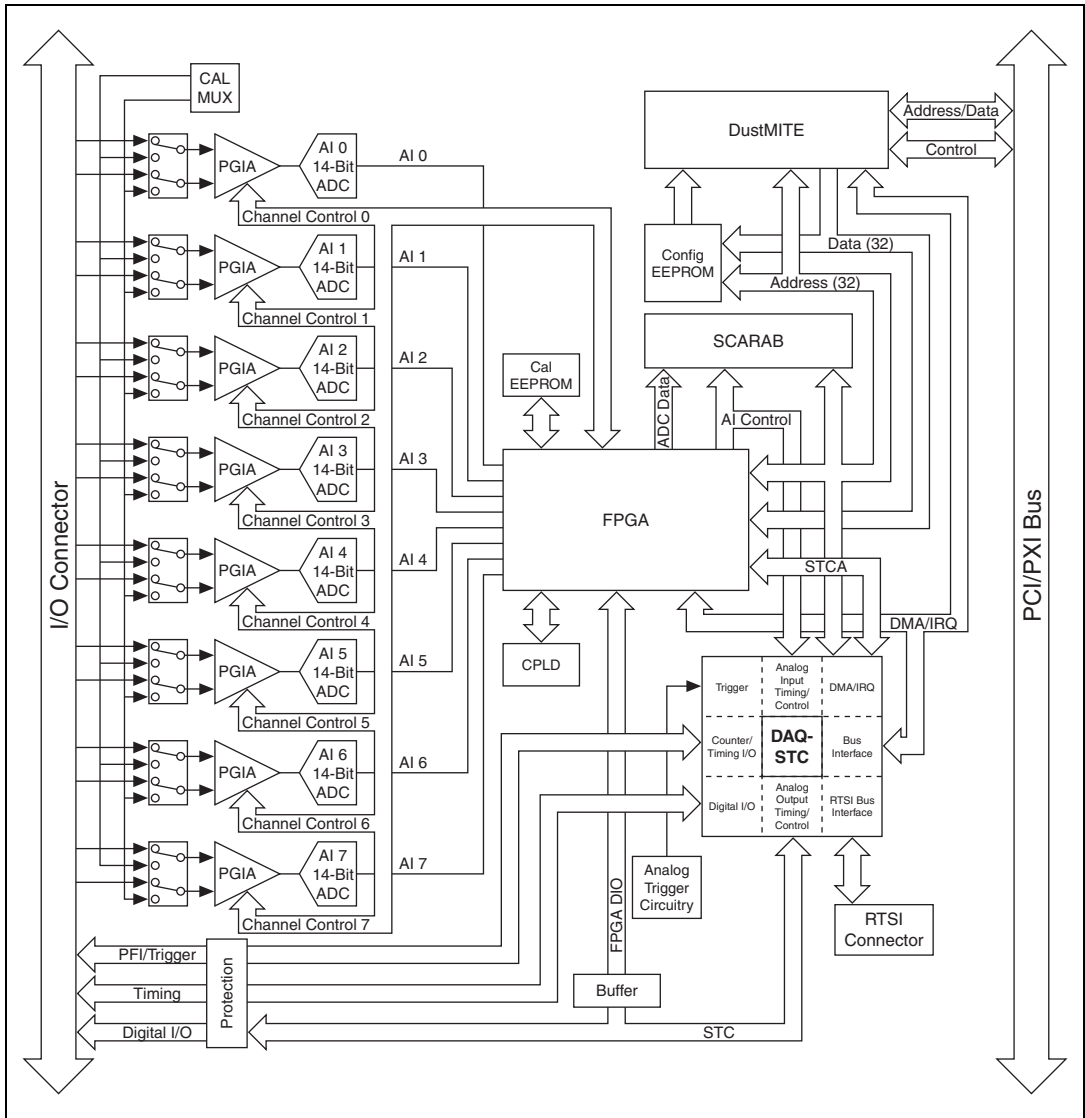 CAL
MUX
I/O Connector
PGIA
AI 0
14-Bit
ADC
AI 0
Channel Control 0
PGIA
AI 1
14-Bit
ADC
AI 1
Channel Control 1
PGIA
AI 2
14-Bit
ADC
AI 2
Channel Control 2
PGIA
AI 3
14-Bit
ADC
AI 3
Channel Control 3
PGIA
AI 4
14-Bit
ADC
AI 4
Channel Control 4
PGIA
AI 5
14-Bit
ADC
AI 5
Channel Control 5
PGIA
AI 6
14-Bit
ADC
AI 6
Channel Control 6
PGIA
AI 7
14-Bit
ADC
AI 7
Channel Control 7
PFI/Trigger
Timing
Digital I/O
Protection
DustMITE
Address/Data
Control
Config
EEPROM
Data (32)
Address (32)
SCARAB
Cal
EEPROM
ADC Data
AI Control
FPGA
STCA
DMA/IRQ
CPLD
Trigger
Analog
Input
Timing/
Control
DMA/IRQ
Counter/
Timing I/O
DAQ-
STC
Bus
Interface
Digital I/O
Analog
Output
Timing/
Control
RTSI Bus
Interface
Analog
Trigger
Circuitry
RTSI
Connector
FPGA DIO
Buffer
STC
PCI/PXI Bus